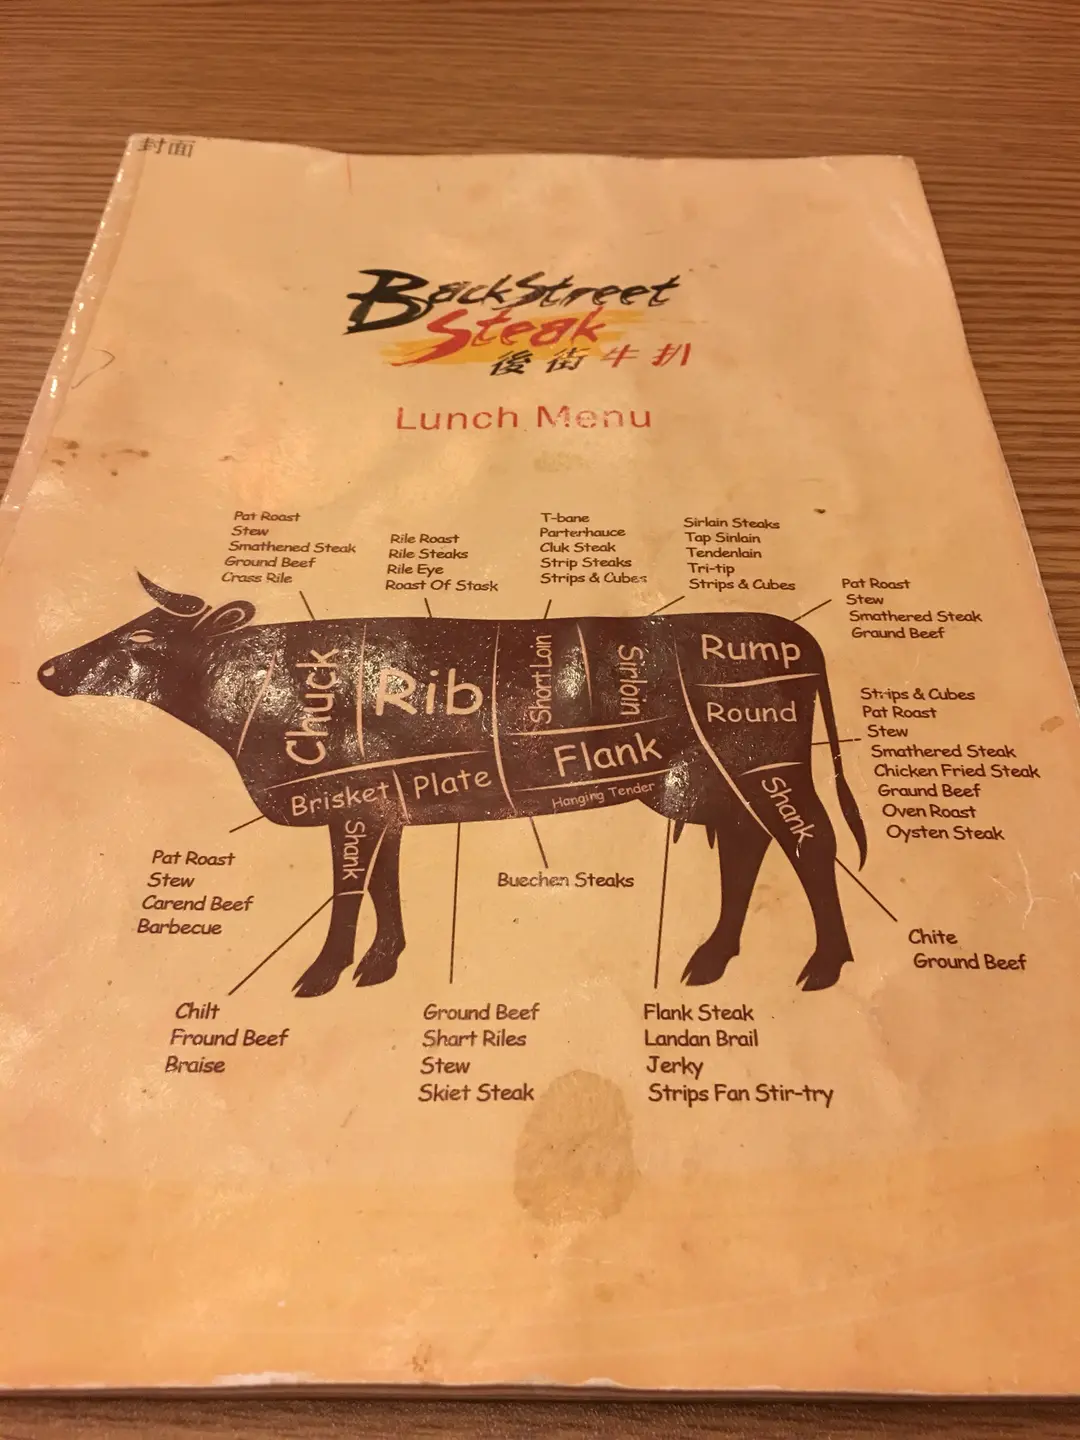 封面
BackStreet
Steak
後街牛扒
Lunch Menu
Pat Roast
Stew
Smathened Steak
Ground Beef
Crass Rile
Rile Roast
Rile Steaks
Rile Eye
Roast Of Stask
T-bane
Parterhauce
Cluk Steak
Strip Steaks
Strips & Cubes
Sirlain Steaks
Tap Sinlain
Tendenlain
Tri-tip
Strips & Cubes
Pat Roast
Stew
Smathered Steak
Graund Beef
Chuck
Rib
Short Loin
Sirloin
Rump
Round
Flank
Hanging Tender
Brisket
Plate
Shank
Shank
Strips & Cubes
Pat Roast
Stew
Smathered Steak
Chicken Fried Steak
Ground Beef
Oven Roast
Oysten Steak
Pat Roast
Stew
Carend Beef
Barbecue
Buechen Steaks
Chite
Ground Beef
Chilt
Fround Beef
Braise
Ground Beef
Shart Riles
Stew
Skiet Steak
Flank Steak
Landan Brail
Jerky
Strips Fan Stir-try